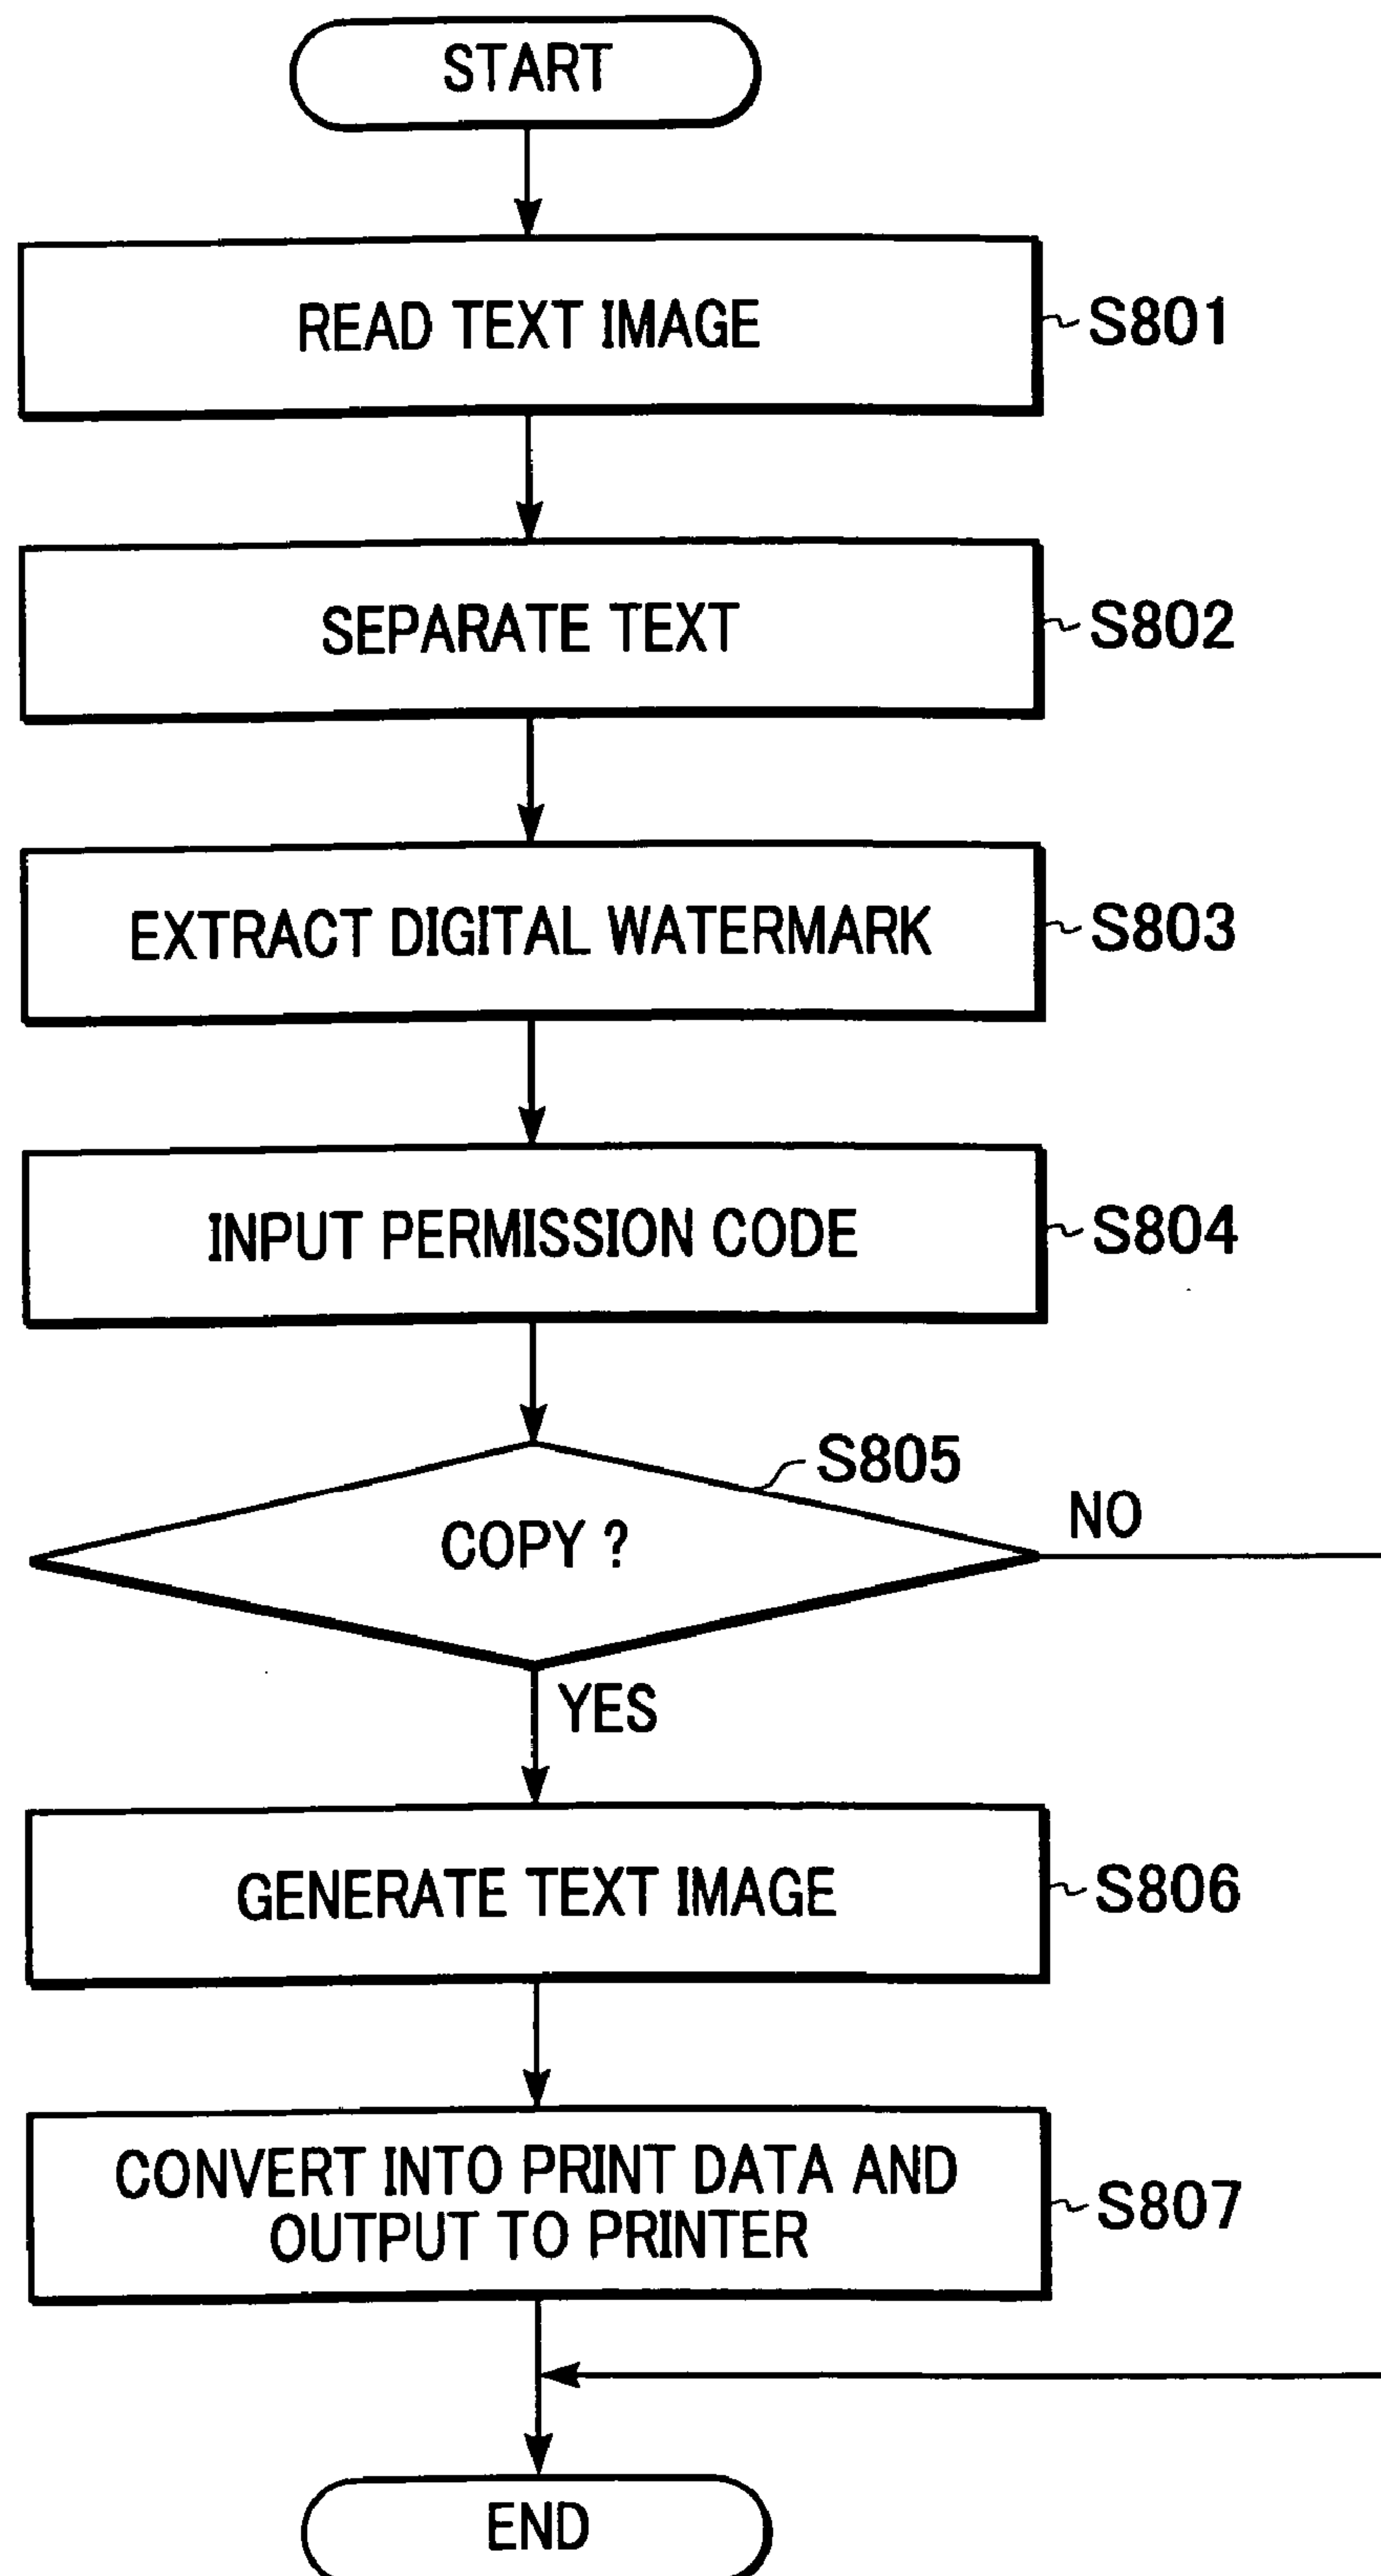 START
READ TEXT IMAGE
S801
SEPARATE TEXT
S802
EXTRACT DIGITAL WATERMARK
S803
INPUT PERMISSION CODE
S804
S805
COPY ?
NO
YES
GENERATE TEXT IMAGE
S806
CONVERT INTO PRINT DATA AND
OUTPUT TO PRINTER
S807
END